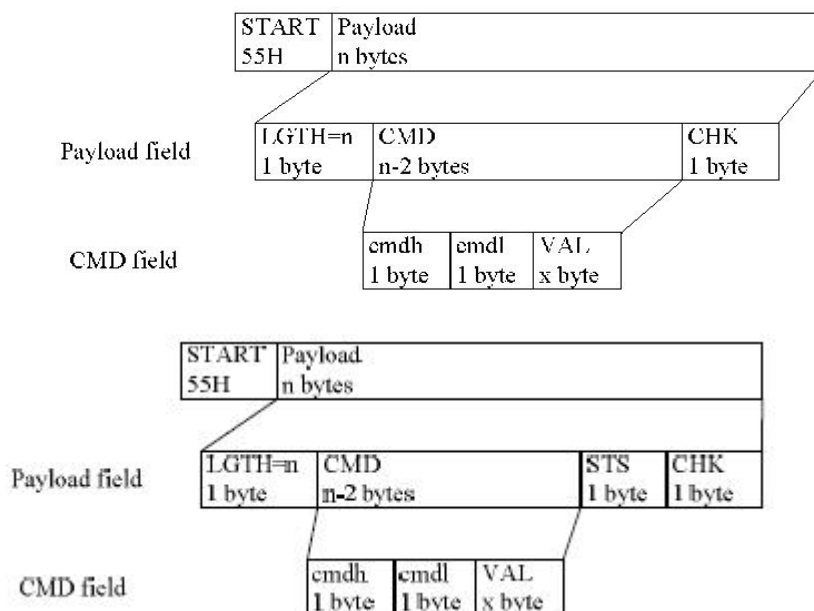 START Payload
55H n bytes
Payload field
LGTH=n CMD CHK
1 byte n-2 bytes 1 byte
CMD field
cmdh cmdl VAL
1 byte 1 byte x byte
START Payload
55H n bytes
Payload field
LGTH=n CMD STS CHK
1 byte n-2 bytes 1 byte 1 byte
CMD field
cmdh cmdl VAL
1 byte 1 byte x byte